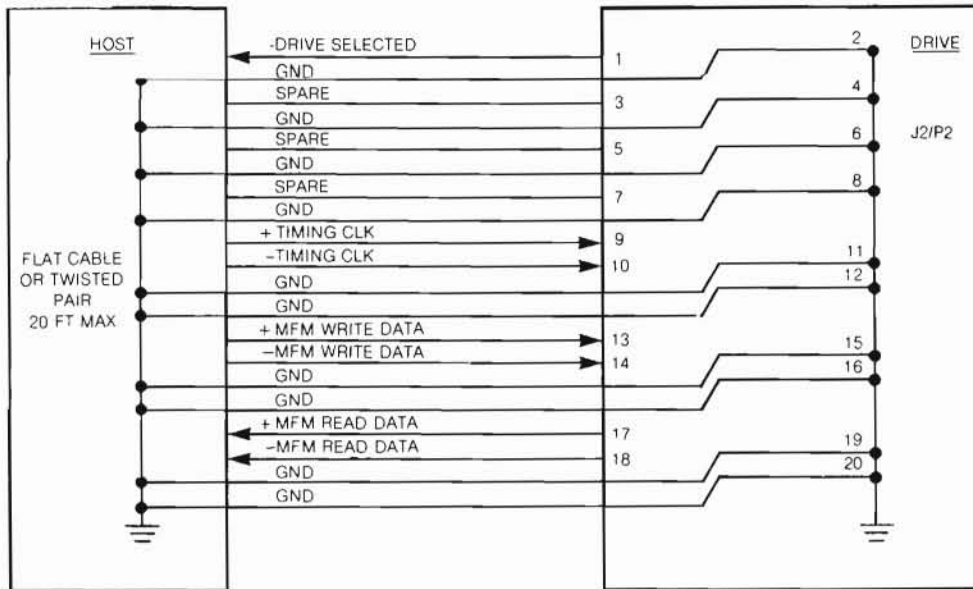 HOST
-DRIVE SELECTED
1
2
DRIVE
GND
SPARE
3
4
GND
J2/P2
SPARE
5
6
GND
SPARE
7
8
GND
+ TIMING CLK
9
-TIMING CLK
10
11
GND
12
GND
FLAT CABLE
OR TWISTED
PAIR
20 FT MAX
+ MFM WRITE DATA
13
-MFM WRITE DATA
14
15
GND
16
GND
+ MFM READ DATA
17
-MFM READ DATA
18
19
GND
20
GND